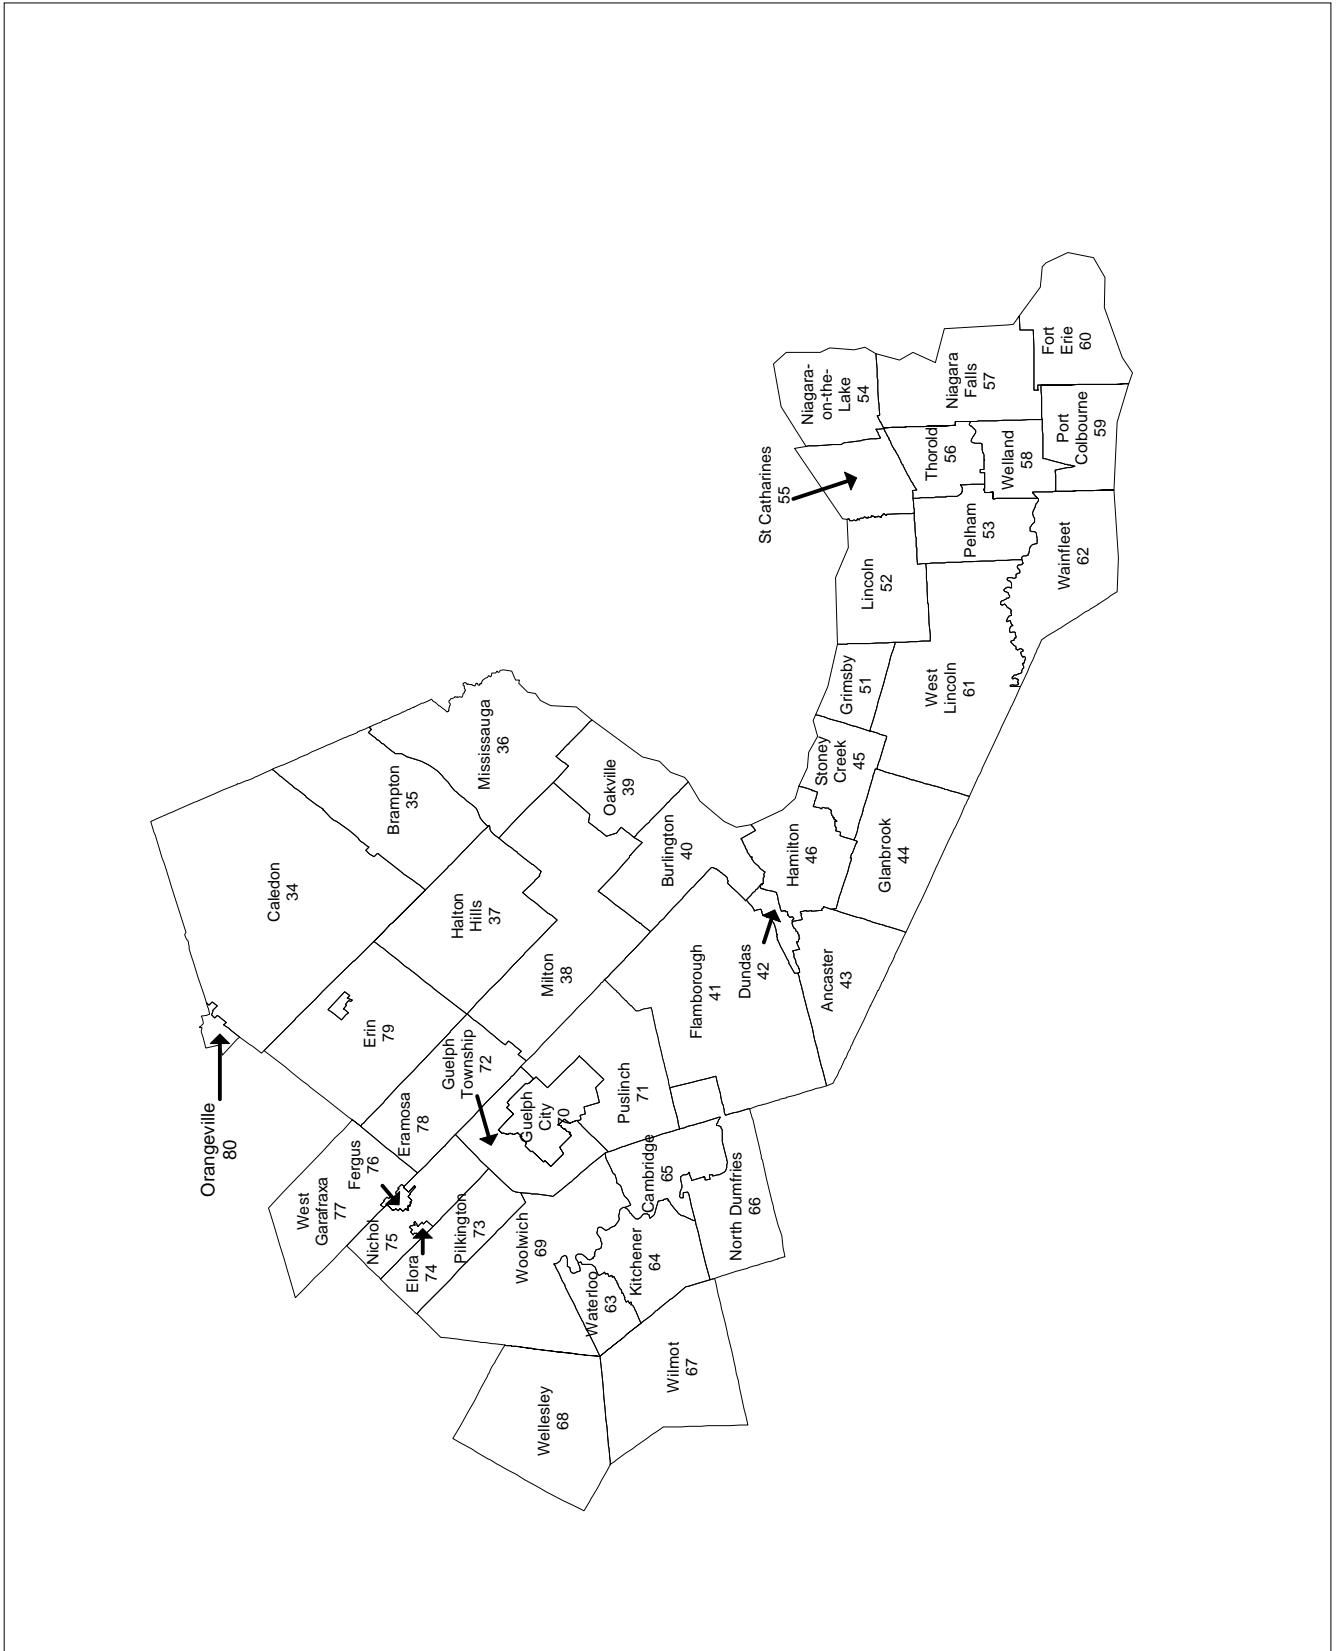 Orangeville
80
Caledon
34
Brampton
35
Mississauga
36
Halton
Hills
37
Milton
38
Oakville
39
Burlington
40
Flamborough
41
Dundas
42
Ancaster
43
Glanbrook
44
Stoney
Creek
45
Hamilton
46
Grimsby
51
Lincoln
52
Pelham
53
Niagara-
on-the-
Lake
54
St Catharines
55
Thorold
56
Niagara
Falls
57
Welland
58
Port
Colbourne
59
Fort
Erie
60
West
Lincoln
61
Wainfleet
62
Waterloo
63
Kitchener
64
Cambridge
65
North Dumfries
66
Wilmot
67
Wellesley
68
Woolwich
69
Guelph
City
70
Puslinch
71
Guelph
Township
72
Pilkington
73
Elora
74
Nichol
75
Fergus
76
West
Garafraxa
77
Eramosa
78
Erin
79